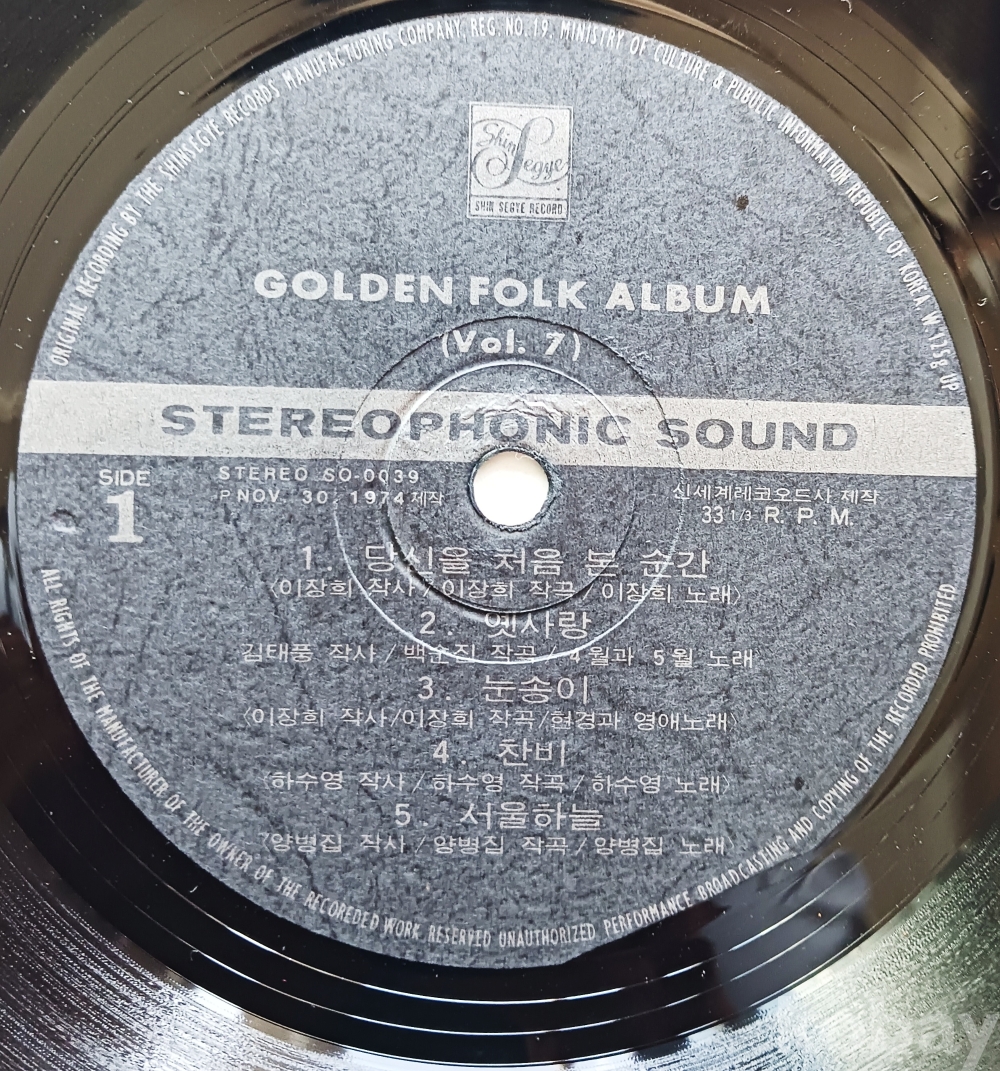 ORIGINAL RECORDING BY THE SHINSEGYE RECORDS MANUFACTURING COMPANY. REG. NO. 19. MINISTRY OF CULTURE & PUBULIC INFORMATION REPUBLIC OF KOREA. W 175g UP
Shin Segye
SHIN SEGYE RECORD
GOLDEN FOLK ALBUM
(Vol. 7)
STEREOPHONIC SOUND
SIDE
1
STEREO SO-0039
P NOV. 30. 1974 제작
신세계레코오드사 제작
33 1/3 R. P. M.
1. 당신을 처음 본 순간
〈이장희 작사 / 이장희 작곡 / 이장희 노래〉
2. 옛사랑
김태풍 작사 / 백순진 작곡 / 4월과 5월 노래
3. 눈송이
〈이장희 작사/이장희 작곡/현경과 영애노래〉
4. 찬비
〈하수영 작사 / 하수영 작곡 / 하수영 노래〉
5. 서울하늘
〈양병집 작사 / 양병집 작곡 / 양병집 노래〉
ALL RIGHTS OF THE MANUFACTURER OF THE OWNER OF THE RECOREDED WORK RESERVED UNAUTHORIZED PERFORMANCE BROADCASTING AND COPYING OF THE RECORDED PROHIBITED